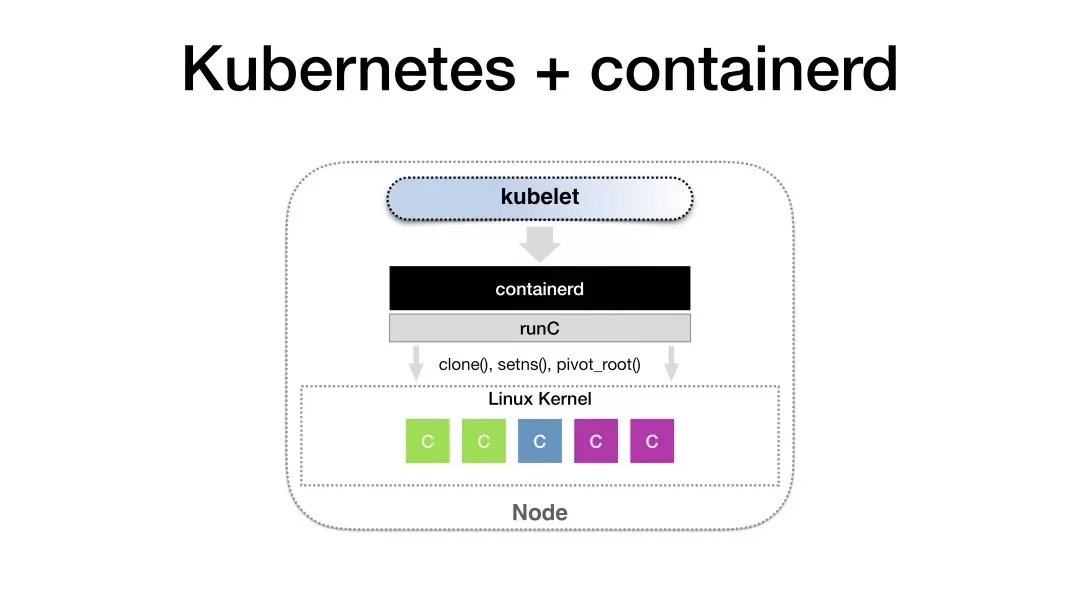 Kubernetes + containerd
kubelet
containerd
runC
clone(), setns(), pivot_root()
Linux Kernel
C C C C C
Node